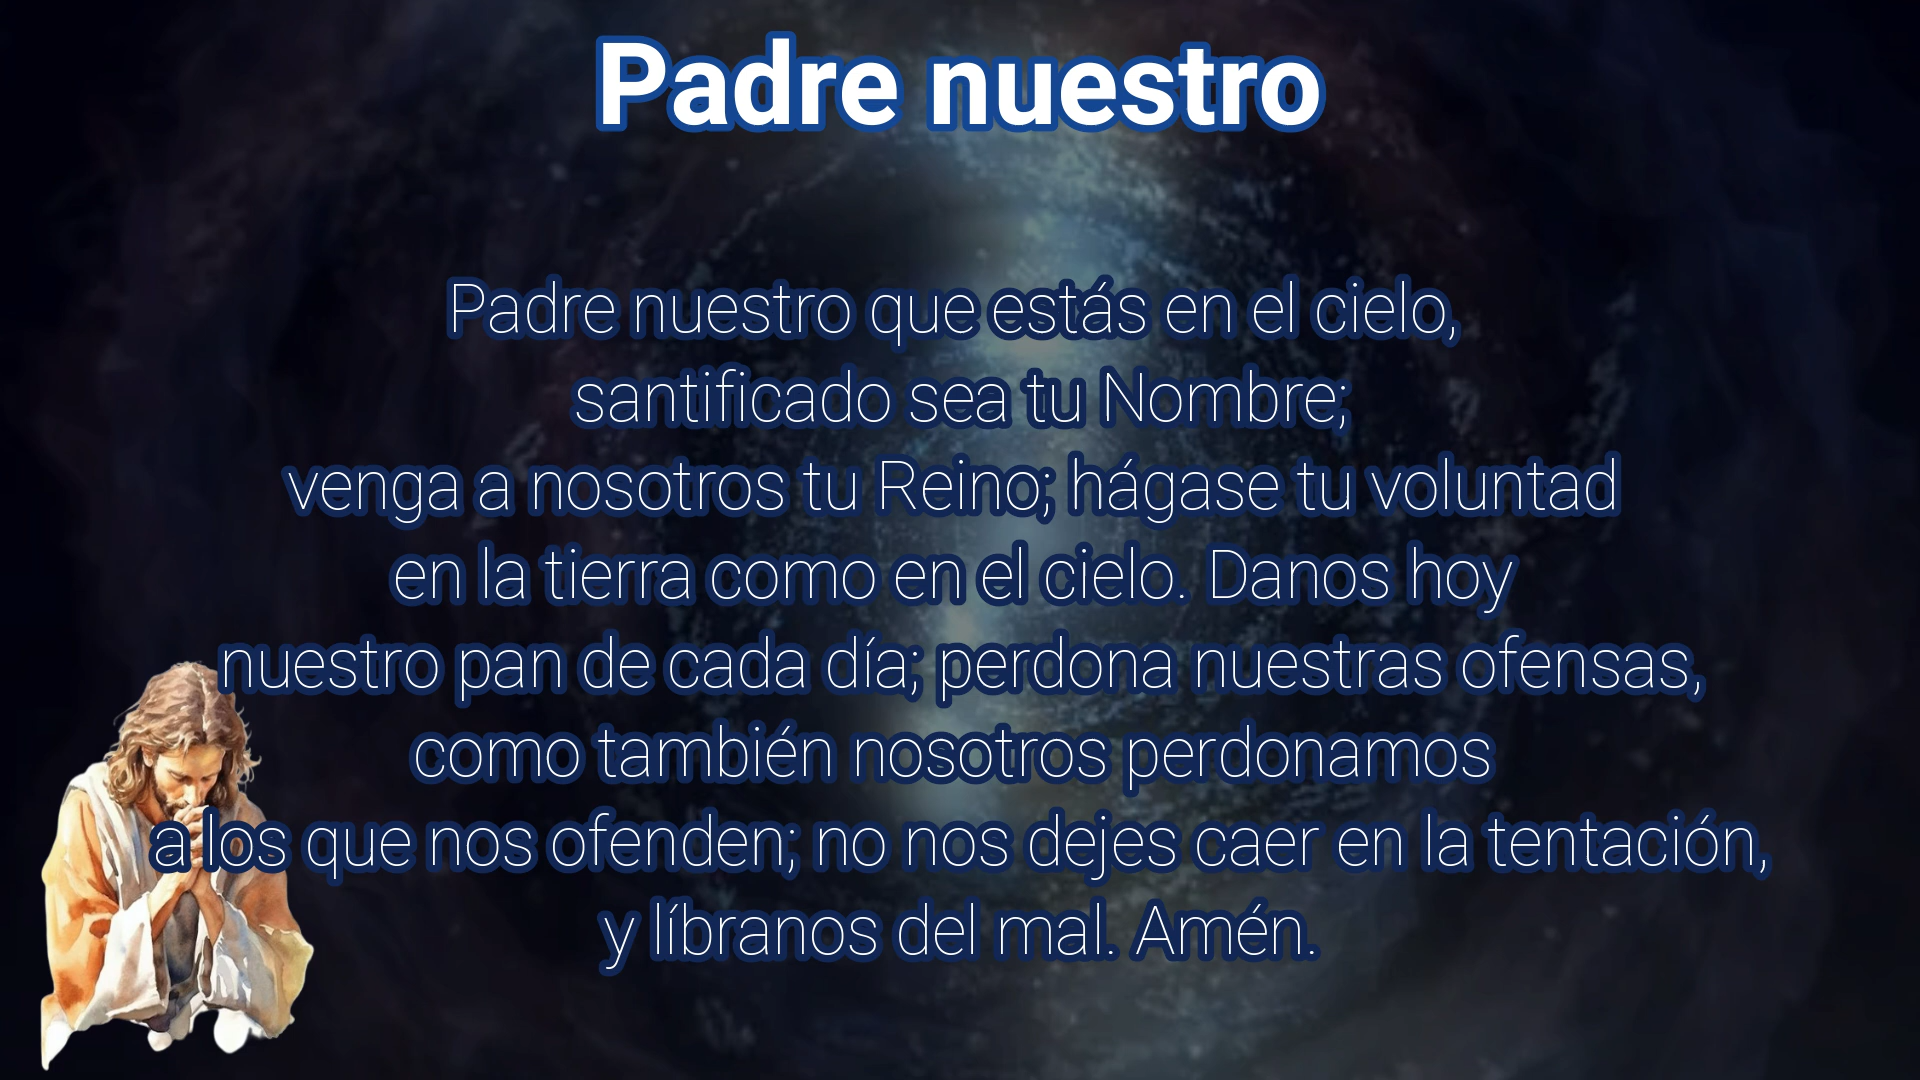 Padre nuestro
Padre nuestro que estás en el cielo,
santificado sea tu Nombre;
venga a nosotros tu Reino; hágase tu voluntad
en la tierra como en el cielo. Danos hoy
nuestro pan de cada día; perdona nuestras ofensas,
como también nosotros perdonamos
a los que nos ofenden; no nos dejes caer en la tentación,
y líbranos del mal. Amén.